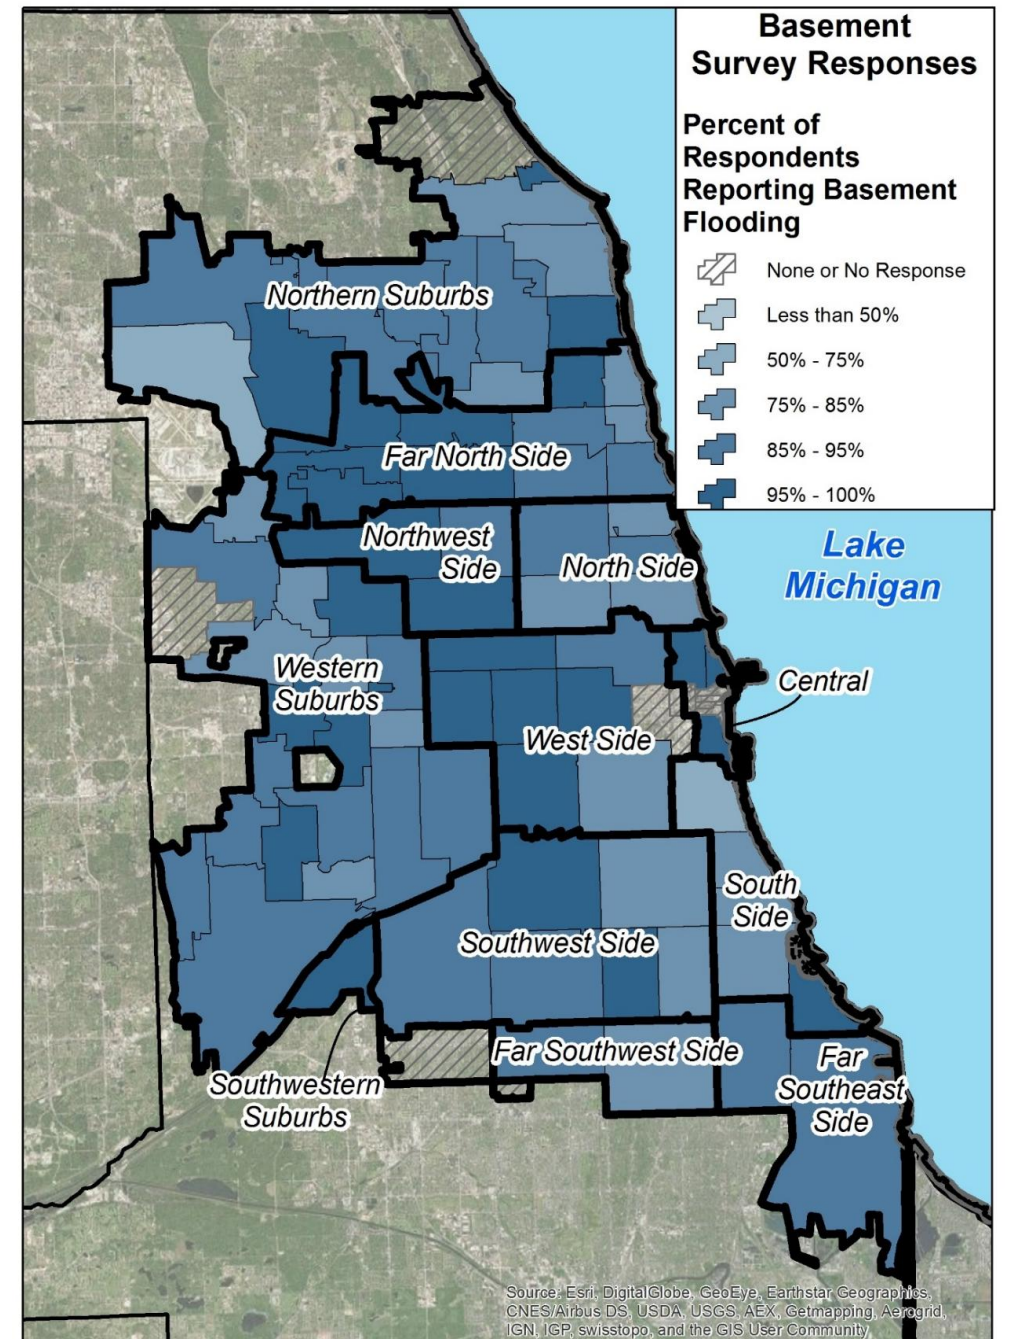 Basement
Survey Responses
Percent of
Respondents
Reporting Basement
Flooding
None or No Response
Less than 50%
50% - 75%
75% - 85%
85% - 95%
95% - 100%
Northern Suburbs
Far North Side
Northwest
Side
North Side
Lake
Michigan
Western
Suburbs
Central
West Side
South
Side
Southwest Side
Far Southwest Side
Far
Southeast
Side
Southwestern
Suburbs
Source: Esri, DigitalGlobe, GeoEye, Earthstar Geographics,
CNES/Airbus DS, USDA, USGS, AEX, Getmapping, Aerogrid,
IGN, IGP, swisstopo, and the GIS User Community